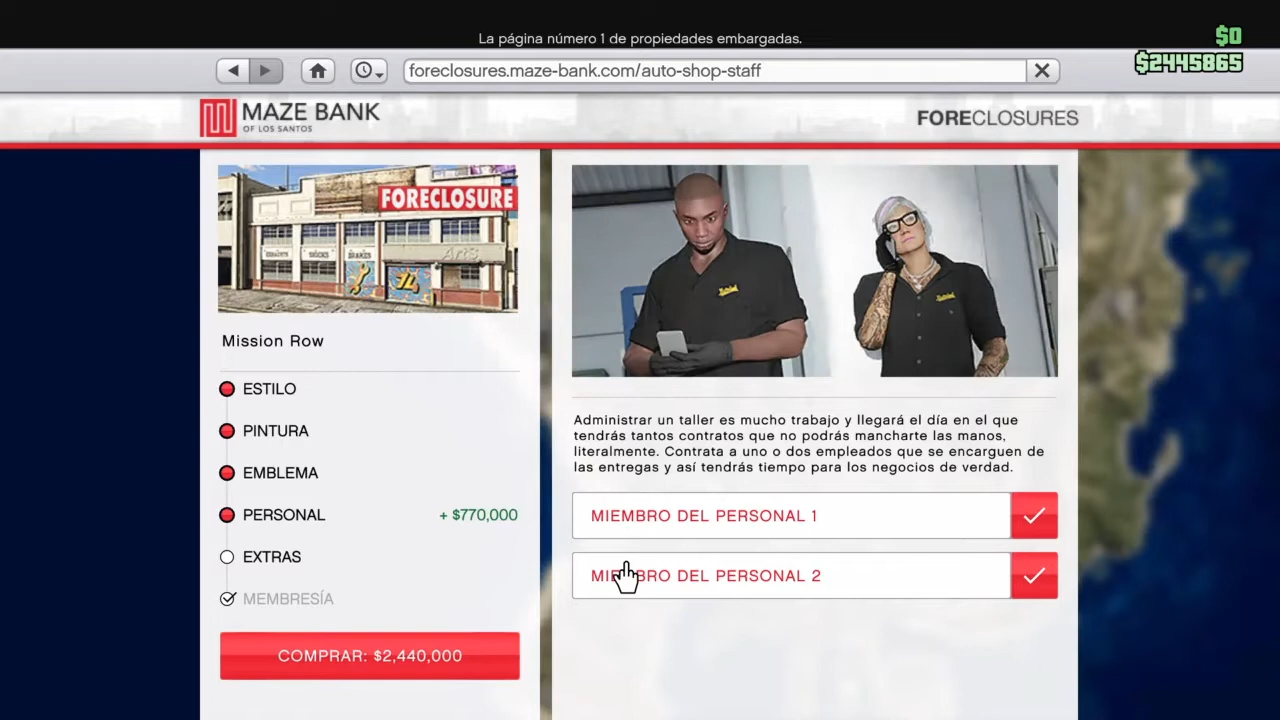 La página número 1 de propiedades embargadas.
$0
$2445865
foreclosures.maze-bank.com/auto-shop-staff
MAZE BANK
OF LOS SANTOS
FORECLOSURES
FORECLOSURE
BRAKES
Mission Row
ESTILO
PINTURA
EMBLEMA
PERSONAL + $770,000
EXTRAS
MEMBRESÍA
COMPRAR: $2,440,000
Administrar un taller es mucho trabajo y llegará el día en el que
tendrás tantos contratos que no podrás mancharte las manos,
literalmente. Contrata a uno o dos empleados que se encarguen de
las entregas y así tendrás tiempo para los negocios de verdad.
MIEMBRO DEL PERSONAL 1
MIEMBRO DEL PERSONAL 2